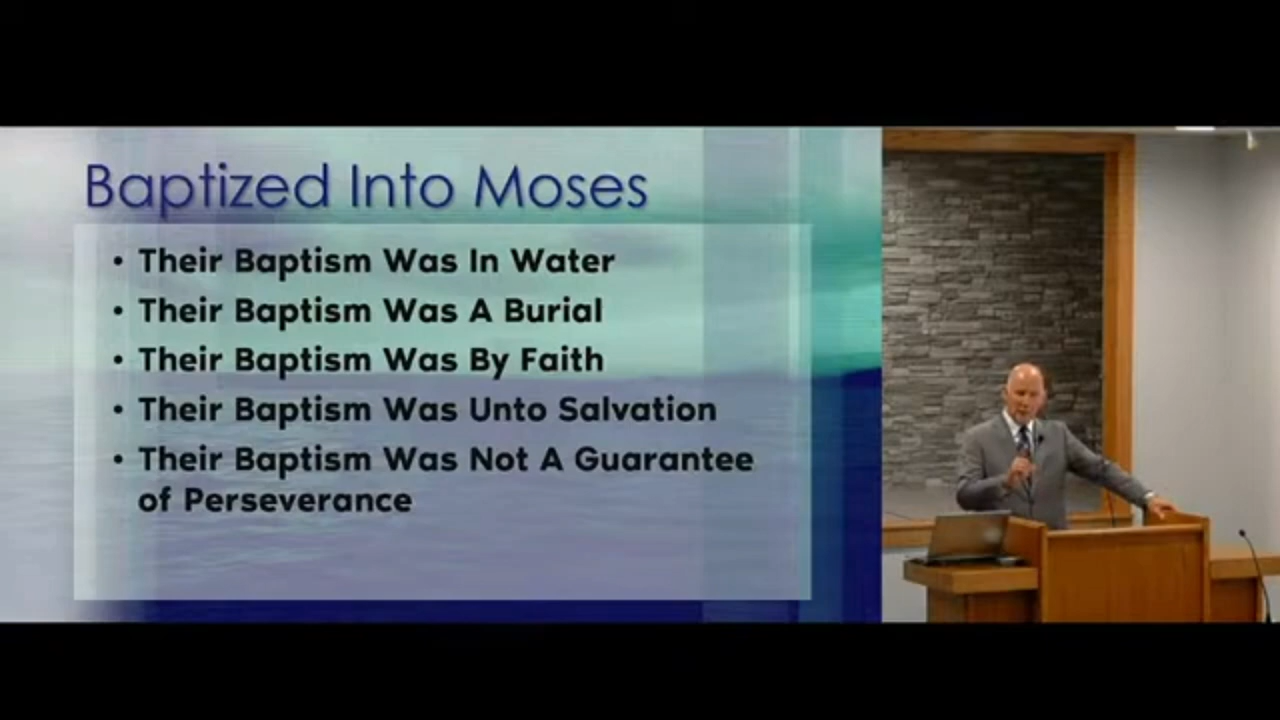 Baptized Into Moses
• Their Baptism Was In Water
• Their Baptism Was A Burial
• Their Baptism Was By Faith
• Their Baptism Was Unto Salvation
• Their Baptism Was Not A Guarantee
of Perseverance